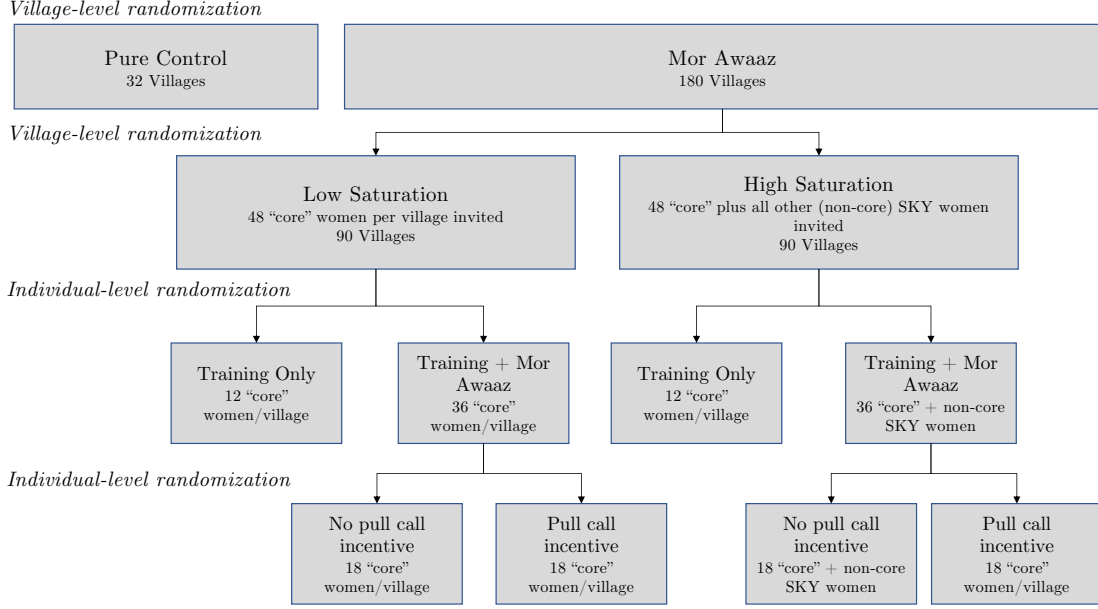 Village-level randomization
Pure Control
32 Villages
Mor Awaaz
180 Villages
Village-level randomization
Low Saturation
48 “core” women per village invited
90 Villages
High Saturation
48 “core” plus all other (non-core) SKY women
invited
90 Villages
Individual-level randomization
Training Only
12 “core”
women/village
Training + Mor
Awaaz
36 “core”
women/village
Training Only
12 “core”
women/village
Training + Mor
Awaaz
36 “core” + non-core
SKY women
Individual-level randomization
No pull call
incentive
18 “core”
women/village
Pull call
incentive
18 “core”
women/village
No pull call
incentive
18 “core” + non-core
SKY women
Pull call
incentive
18 “core”
women/village